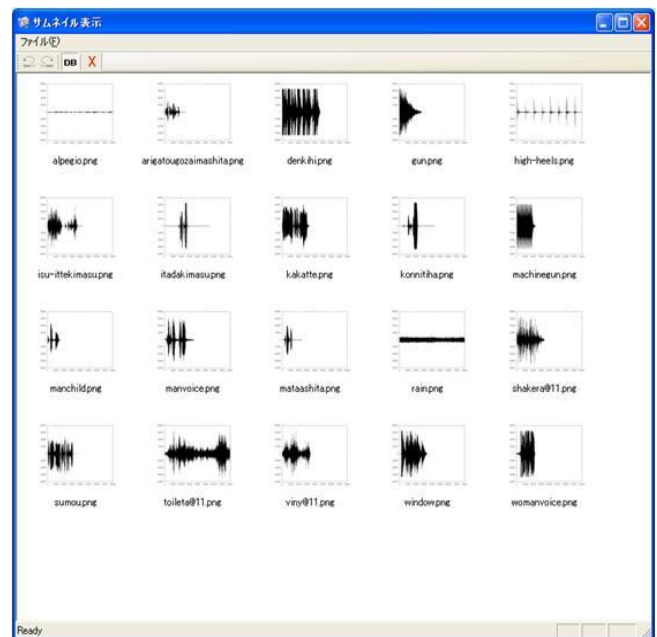 サムネイル表示
ファイル(F)
DB X
alpegio.png arigatougozaimashita.png denkihi.png gun.png high-heels.png
isu-ittekimasu.png itadakimasu.png kakatte.png konnitiha.png machinegun.png
manchild.png manvoice.png mataashita.png rain.png shakera@11.png
sumou.png toileta@11.png viny@11.png window.png womanvoice.png
Ready